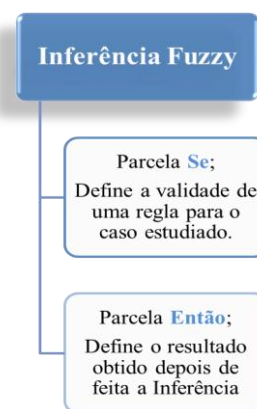 Inferência Fuzzy
Parcela Se;
Define a validade de
uma regla para o
caso estudiado.
Parcela Então;
Define o resultado
obtido depois de
feita a Inferência